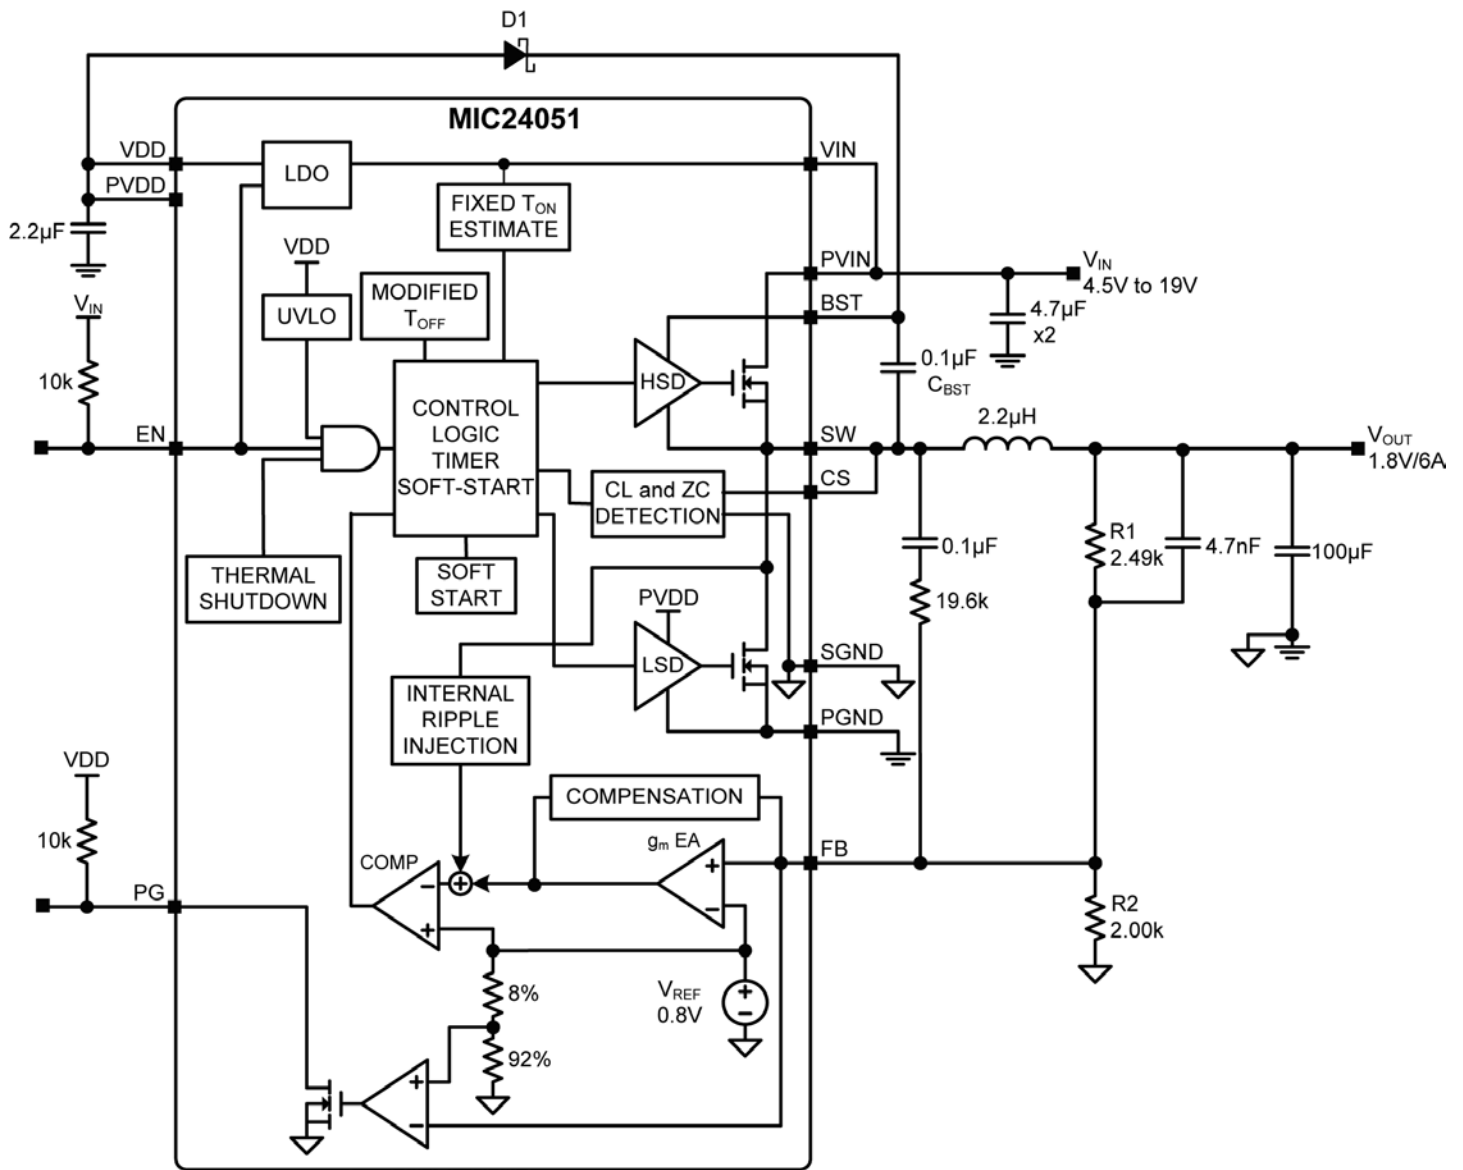 D1
MIC24051
VDD
LDO
VIN
PVDD
FIXED TON
ESTIMATE
2.2µF
VDD
PVIN
VIN
4.5V to 19V
VIN
UVLO
MODIFIED
TOFF
BST
4.7µF
x2
10k
HSD
0.1µF
CBST
CONTROL
LOGIC
TIMER
SOFT-START
2.2µH
EN
SW
VOUT
1.8V/6A
CS
CL and ZC
DETECTION
R1
2.49k
0.1µF
4.7nF
100µF
THERMAL
SHUTDOWN
SOFT
START
19.6k
PVDD
LSD
SGND
INTERNAL
RIPPLE
INJECTION
PGND
VDD
COMPENSATION
10k
gm EA
FB
COMP
+
−
+
−
+
−
PG
R2
2.00k
8%
VREF
0.8V
+
−
92%
+
−